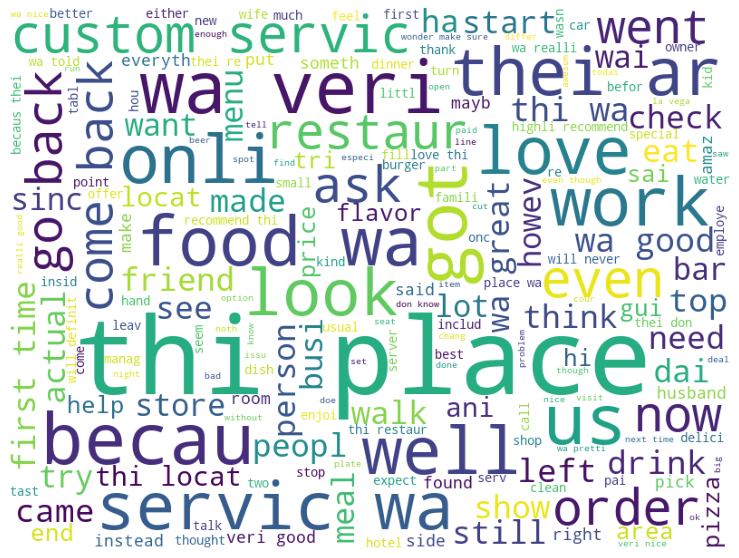 wa nice
better
either
new
wife
much
feel
first
wonder make sure
differ
wa told
enough
custom servic
everyth
thei re
put
hastart
thank
car
wasn
owner
went
run
someth
dinner
turn
awesom
wa realli
todai
kid
becaus thei
tabl
hou
littl
open
befor
wai
wa veri
menu
mayb
thei ar
la vega
want
tell
beer
paid
thi wa
check
go back
come back
onli
restaur
spot
find
especi
fill
love thi
line
highli recommend
special
amaz
saw
tri
burger
part
love
re
eat
even though
water
sinc
point
offer
small
ask
cut
sai
locat
made
famili
got
work
employe
flavor
onc
howev
realli good
make
recommend thi
price
wa great
wa good
insid
food wa
kind
place wa
will never
bar
friend
look
said
item
cour
even
top
hand
option
don know
lot
first time
actual
will definit
see
includ
think
gui
thei don
leav
seem
know
usual
server
seat
chang
need
come
noth
thi place
set
best
done
problem
hi
though
deal
manag
issu
dish
person
busi
dai
night
bad
doe
enjoi
nice
visit
husband
help
store
room
walk
ani
us
now
becau
without
peopl
well
call
thi restaur
shop
wa pretti
next time
delici
try
thi locat
left
drink
tast
two
stop
plate
expect
found
serv
clean
pai
pick
big
came
servic wa
meal
show
order
pizza
end
talk
still
right
area
ok
instead
thought
veri good
hotel
side
veri nice